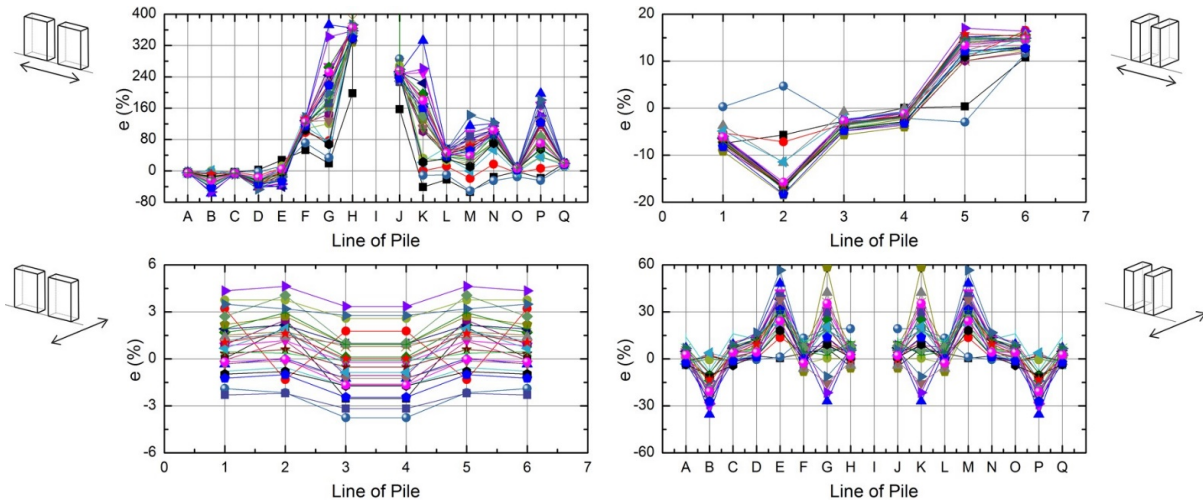 400
320
240
160
80
0
-80
e (%)
A B C D E F G H I J K L M N O P Q
Line of Pile
20
10
0
-10
-20
e (%)
0 1 2 3 4 5 6 7
Line of Pile
6
3
0
-3
-6
e (%)
0 1 2 3 4 5 6 7
Line of Pile
60
30
0
-30
60
e (%)
A B C D E F G H I J K L M N O P Q
Line of Pile